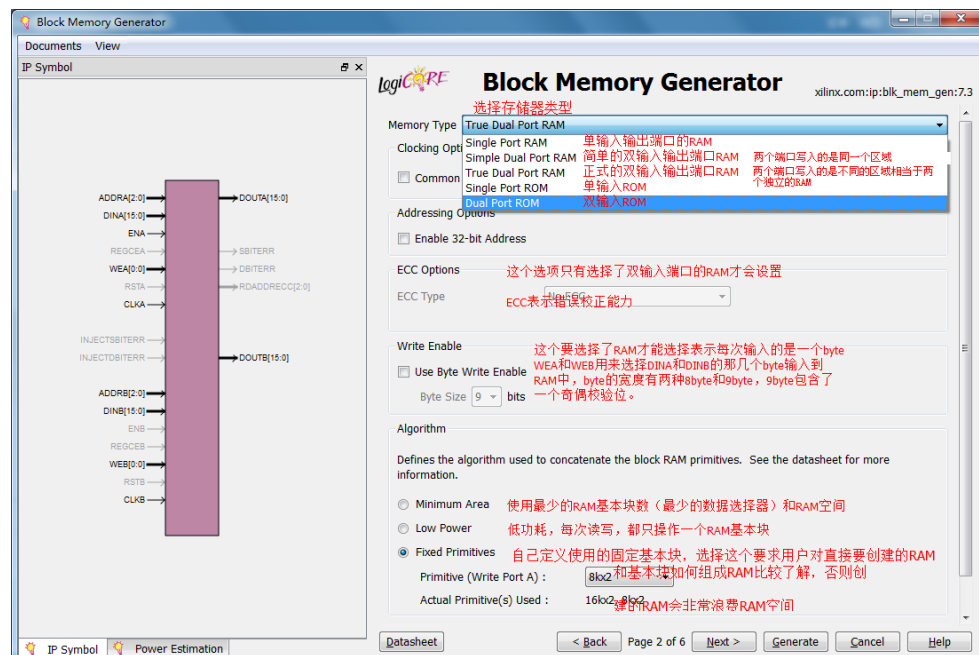 Block Memory Generator
Documents View
IP Symbol
ADDRA[2:0]
DINA[15:0]
ENA
REGCEA
WEA[0:0]
RSTA
CLKA
INJECTSBITERR
INJECTDBITERR
ADDRB[2:0]
DINB[15:0]
ENB
REGCEB
WEB[0:0]
RSTB
CLKB
DOUTA[15:0]
SBITERR
DBITERR
RDADDRECC[2:0]
DOUTB[15:0]
IP Symbol Power Estimation
LogiCORE
Block Memory Generator
xilinx.com:ip:blk_mem_gen:7.3
选择存储器类型
Memory Type True Dual Port RAM
Single Port RAM 单输入输出端口的RAM
Simple Dual Port RAM 简单的双输入输出端口RAM 两个端口写入的是同一个区域
True Dual Port RAM 正式的双输入输出端口RAM 两个端口写入的是不同的区域相当于两
个独立的RAM
Single Port ROM 单输入ROM
Dual Port ROM 双输入ROM
Clocking Opti
Common
Addressing Options
Enable 32-bit Address
ECC Options 这个选项只有选择了双输入端口的RAM才会设置
ECC Type No ECC
ECC表示错误校正能力
Write Enable
这个要选择了RAM才能选择表示每次输入的是一个byte
WEA和WEB用来选择DINA和DINB的那几个byte输入到
RAM中，byte的宽度有两种8byte和9byte，9byte包含了
一个奇偶校验位。
Use Byte Write Enable
Byte Size 9 bits
Algorithm
Defines the algorithm used to concatenate the block RAM primitives. See the datasheet for more
information.
Minimum Area 使用最少的RAM基本块数（最少的数据选择器）和RAM空间
Low Power 低功耗，每次读写，都只操作一个RAM基本块
Fixed Primitives 自己定义使用的固定基本块，选择这个要求用户对直接要创建的RAM
和基本块如何组成RAM比较了解，否则创
建的RAM会非常浪费RAM空间
Primitive (Write Port A) : 8kx2
Actual Primitive(s) Used : 16kx2, 8kx2
Datasheet < Back Page 2 of 6 Next > Generate Cancel Help